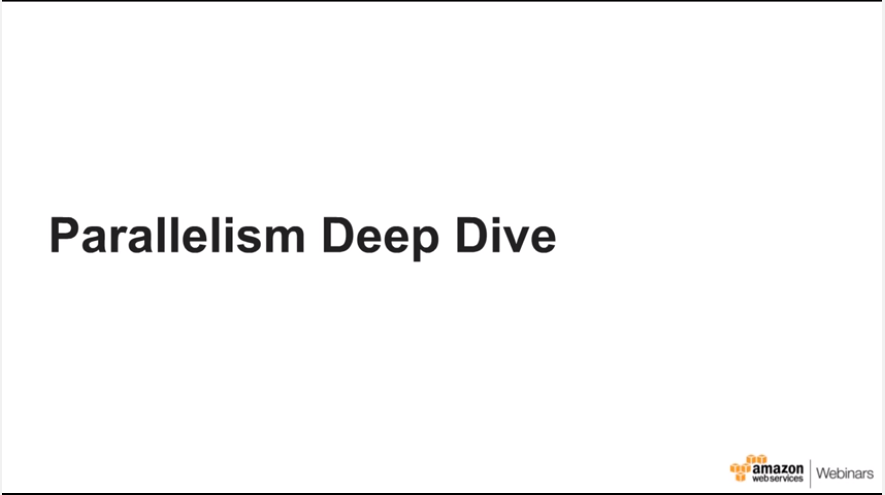 Parallelism Deep Dive
amazon
web services
Webinars